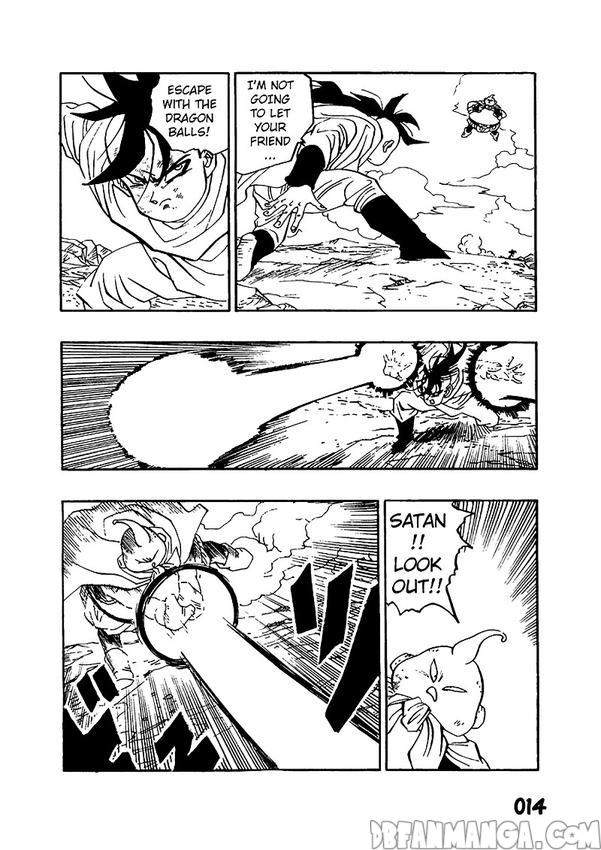 ESCAPE
WITH THE
DRAGON
BALLS!
I'M NOT
GOING
TO LET
YOUR
FRIEND
...
SATAN
!!
LOOK
OUT!!
014
DBFANMANGA.COM